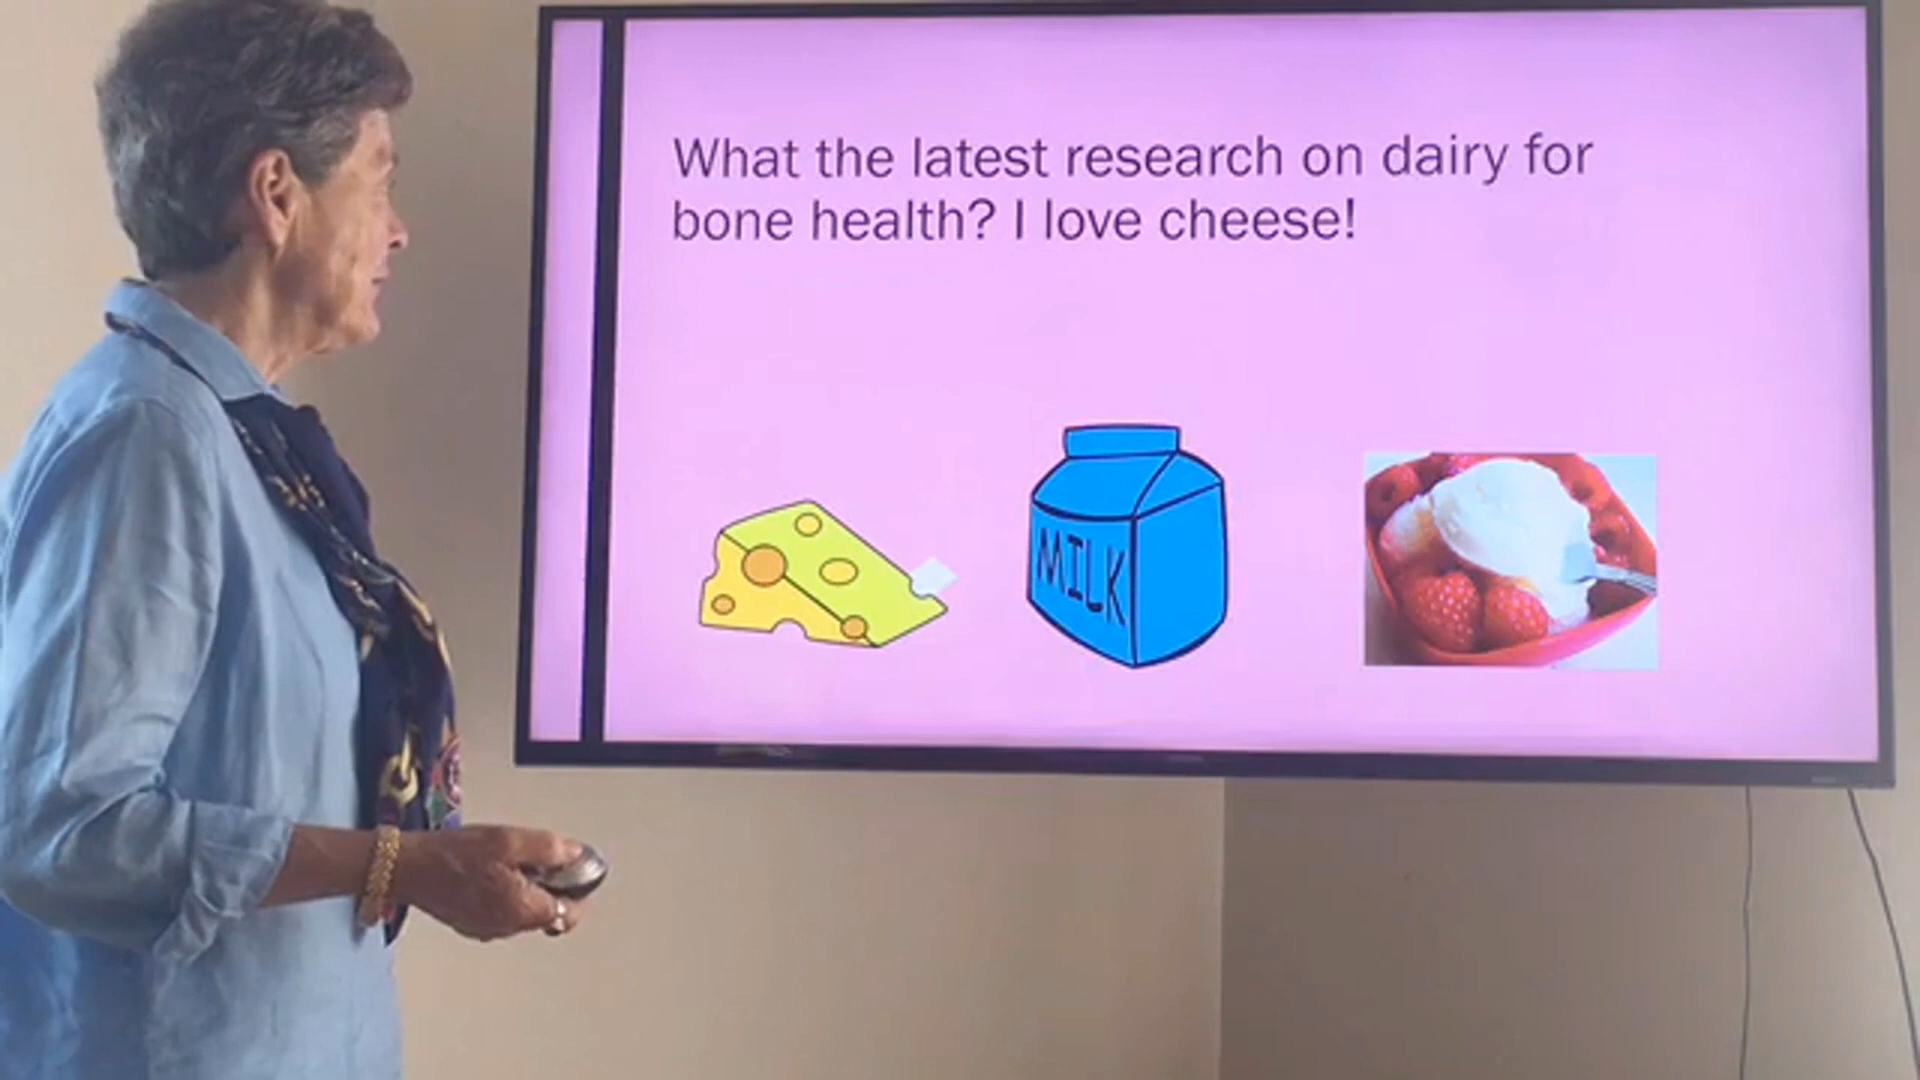 What the latest research on dairy for
bone health? I love cheese!
MILK